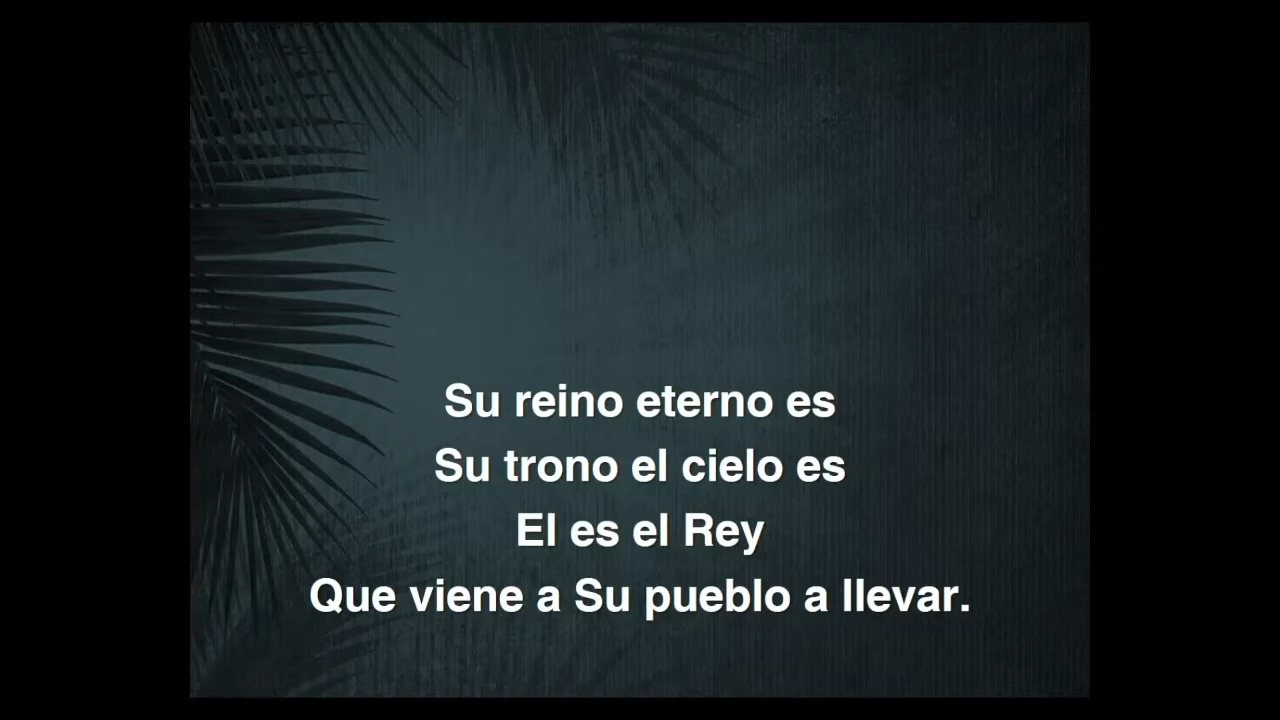 Su reino eterno es
Su trono el cielo es
El es el Rey
Que viene a Su pueblo a llevar.